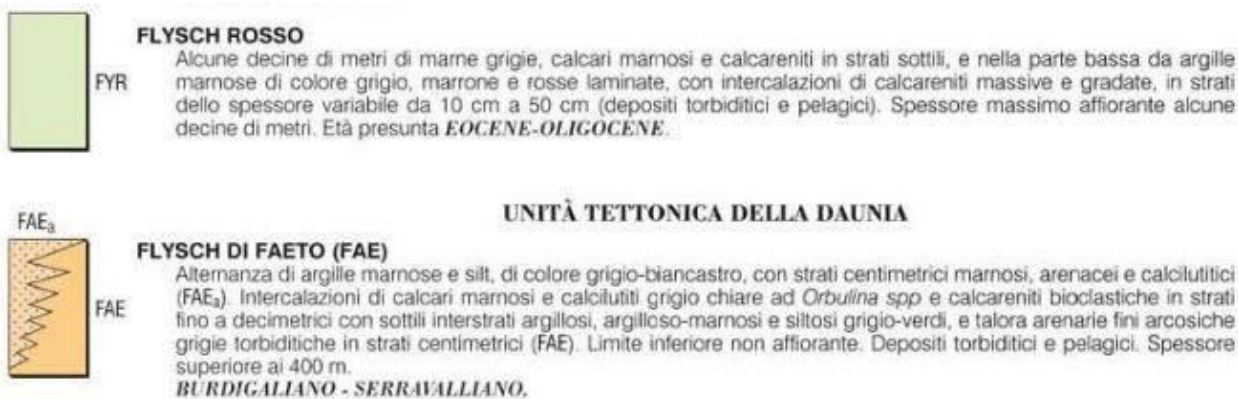 FLYSCH ROSSO
Alcune decine di metri di marne grigie, calcari marnosi e calcareniti in strati sottili, e nella parte bassa da argille
FYR
marnose di colore grigio, marrone e rosse laminate, con intercalazioni di calcareniti massive e gradate, in strati
dello spessore variabile da 10 cm a 50 cm (depositi torbiditici e pelagici). Spessore massimo affiorante alcune
decine di metri. Età presunta EOCENE-OLIGOCENE.
UNITÀ TETTONICA DELLA DAUNIA
FAEa
FLYSCH DI FAETO (FAE)
Alternanza di argille marnose e silt, di colore grigio-biancastro, con strati centimetrici marnosi, arenacei e calcilutitici
(FAEa). Intercalazioni di calcari marnosi e calcilutiti grigio chiare ad Orbulina spp e calcareniti bioclastiche in strati
FAE
fino a decimetrici con sottili interstrati argillosi, argilloso-marnosi e siltosi grigio-verdi, e talora arenarie fini arcosiche
grigie torbiditiche in strati centimetrici (FAE). Limite inferiore non affiorante. Depositi torbiditici e pelagici. Spessore
superiore ai 400 m.
BURDIGALIANO - SERRAVALLIANO.